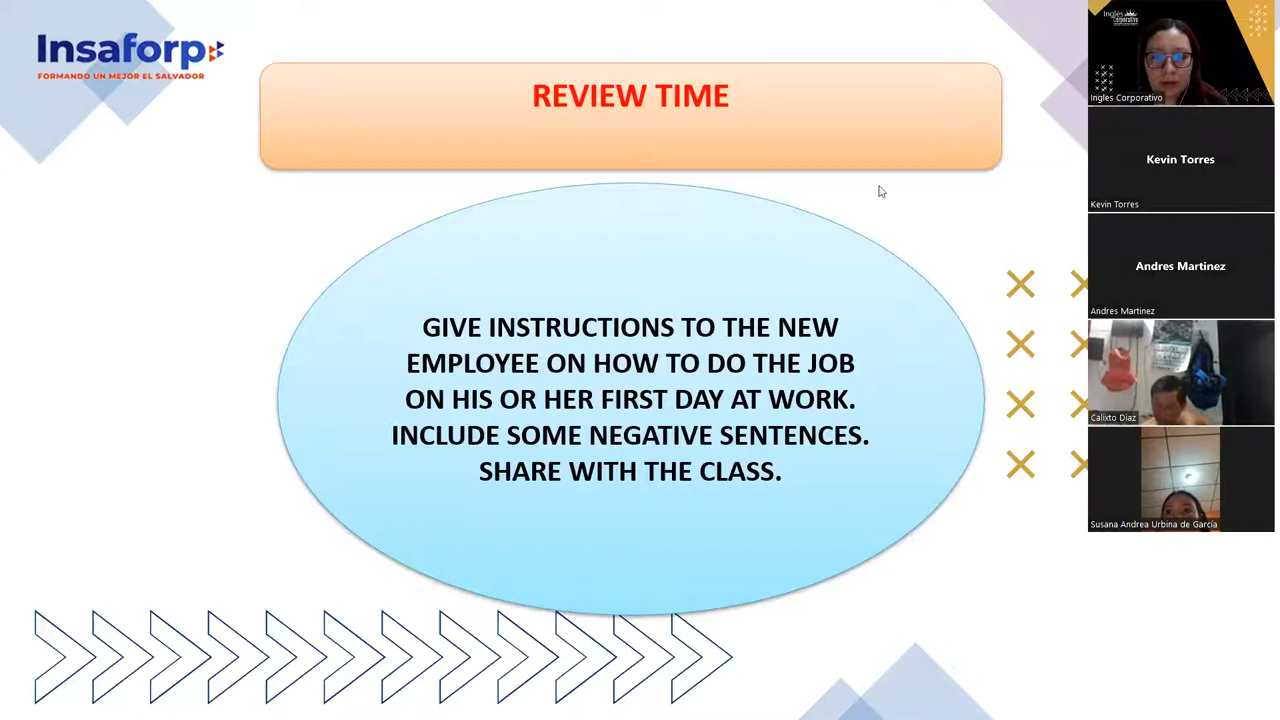 Insaforp
FORMANDO UN MEJOR EL SALVADOR
REVIEW TIME
GIVE INSTRUCTIONS TO THE NEW
EMPLOYEE ON HOW TO DO THE JOB
ON HIS OR HER FIRST DAY AT WORK.
INCLUDE SOME NEGATIVE SENTENCES.
SHARE WITH THE CLASS.
Inglés
Corporativo
Ingles Corporativo
Kevin Torres
Kevin Torres
Andres Martinez
Andres Martinez
Calixto Diaz
Susana Andrea Urbina de García